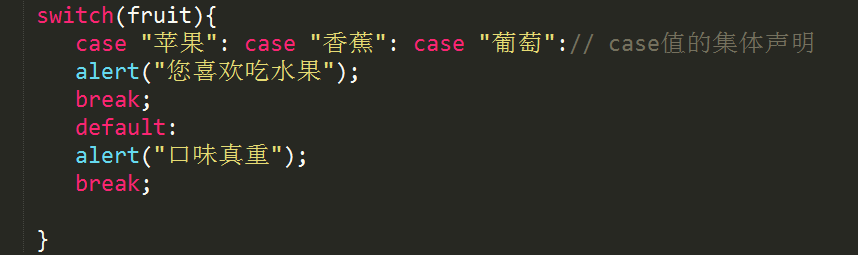 switch(fruit){
case "苹果": case "香蕉": case "葡萄":// case值的集体声明
alert("您喜欢吃水果");
break;
default:
alert("口味真重");
break;
}